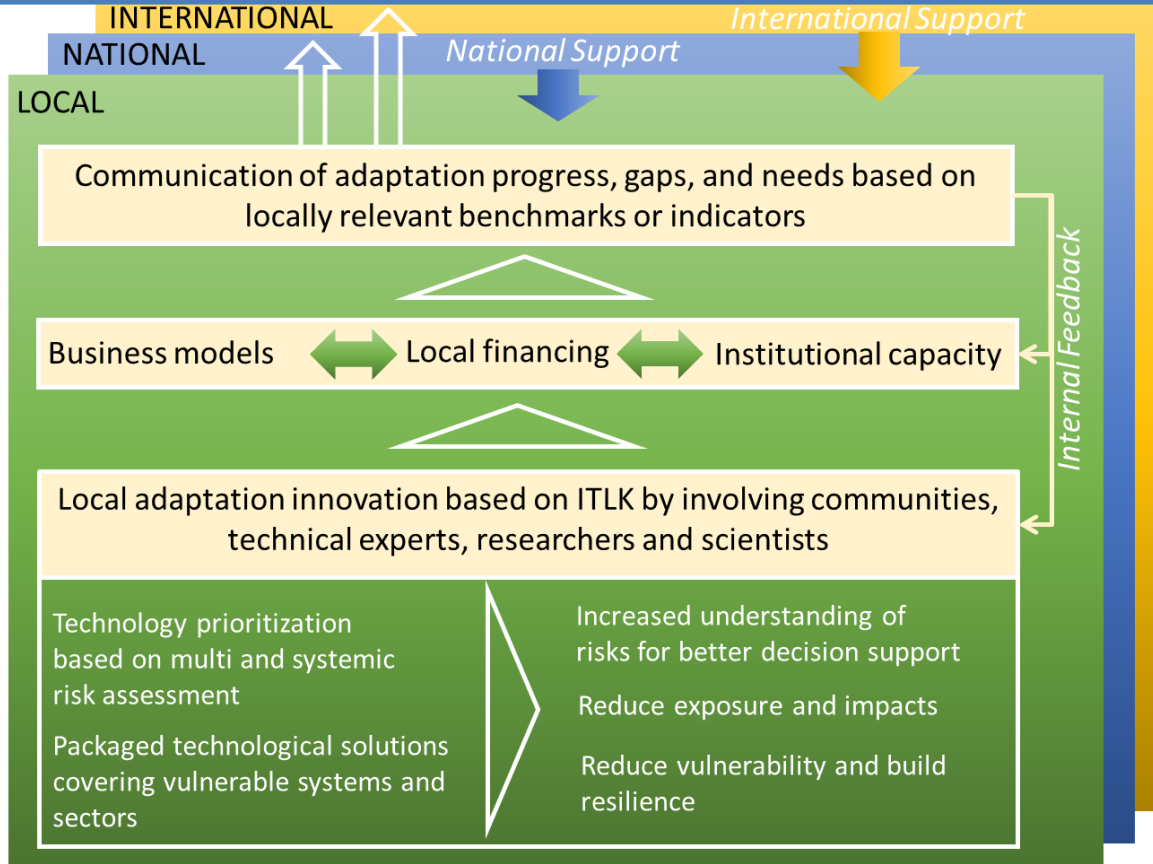 INTERNATIONAL
International Support
NATIONAL
National Support
LOCAL
Communication of adaptation progress, gaps, and needs based on
locally relevant benchmarks or indicators
Internal Feedback
Business models
Local financing
Institutional capacity
Local adaptation innovation based on ITLK by involving communities,
technical experts, researchers and scientists
Technology prioritization
based on multi and systemic
risk assessment
Packaged technological solutions
covering vulnerable systems and
sectors
Increased understanding of
risks for better decision support
Reduce exposure and impacts
Reduce vulnerability and build
resilience